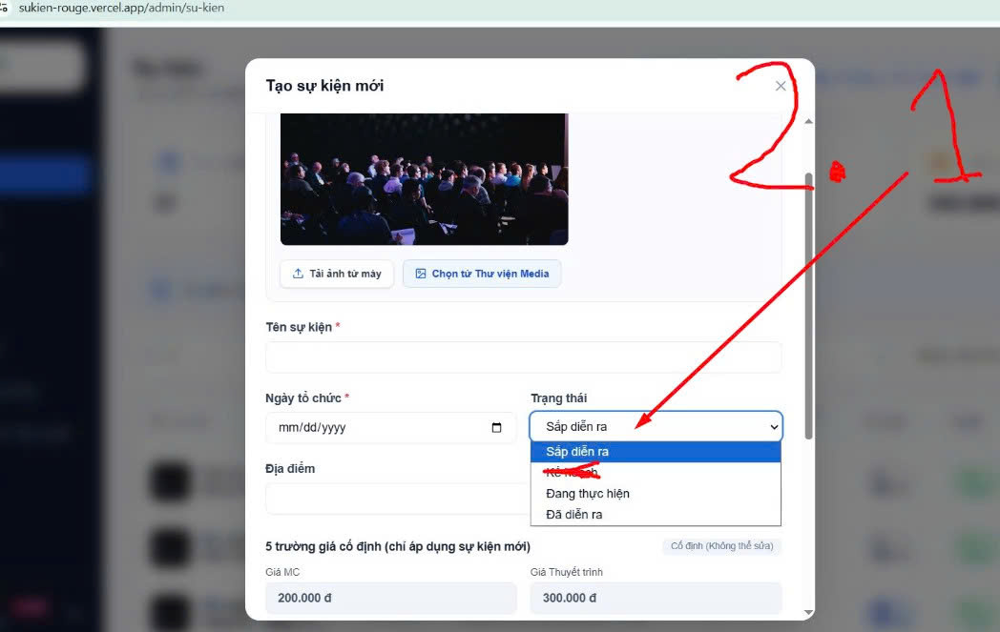 sukien-rouge.vercel.app/admin/su-kien
Tạo sự kiện mới
2.
1
Tải ảnh từ máy
Chọn từ Thư viện Media
Tên sự kiện *
Ngày tổ chức *
Trạng thái
mm/dd/yyyy
Sắp diễn ra
Sắp diễn ra
Kế hoạch
Đang thực hiện
Đã diễn ra
Địa điểm
5 trường giá cố định (chỉ áp dụng sự kiện mới)
Cố định (Không thể sửa)
Giá MC
Giá Thuyết trình
200.000 đ
300.000 đ